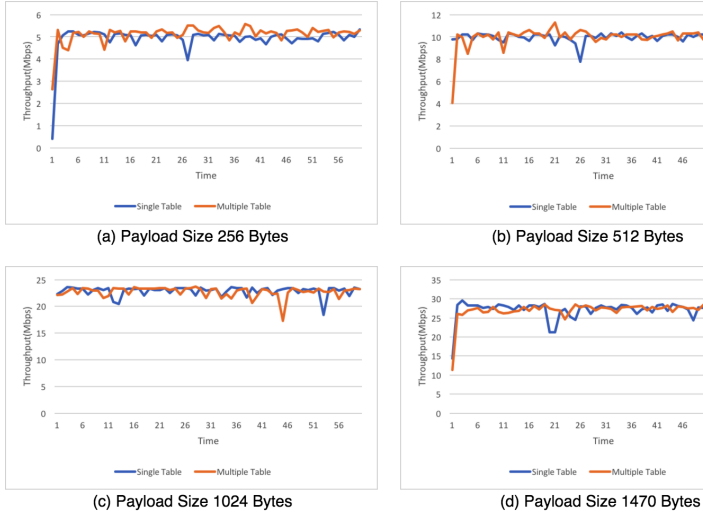 6
5
4
3
2
1
0
Throughput(Mbps)
1 6 11 16 21 26 31 36 41 46 51 56
Time
Single Table Multiple Table
(a) Payload Size 256 Bytes
12
10
8
6
4
2
0
Throughput(Mbps)
1 6 11 16 21 26 31 36 41 46
Time
Single Table Multiple Table
(b) Payload Size 512 Bytes
25
20
15
10
5
0
Throughput(Mbps)
1 6 11 16 21 26 31 36 41 46 51 56
Time
Single Table Multiple Table
(c) Payload Size 1024 Bytes
35
30
25
20
15
10
5
0
Throughput(Mbps)
1 6 11 16 21 26 31 36 41 46
Time
Single Table Multiple Table
(d) Payload Size 1470 Bytes